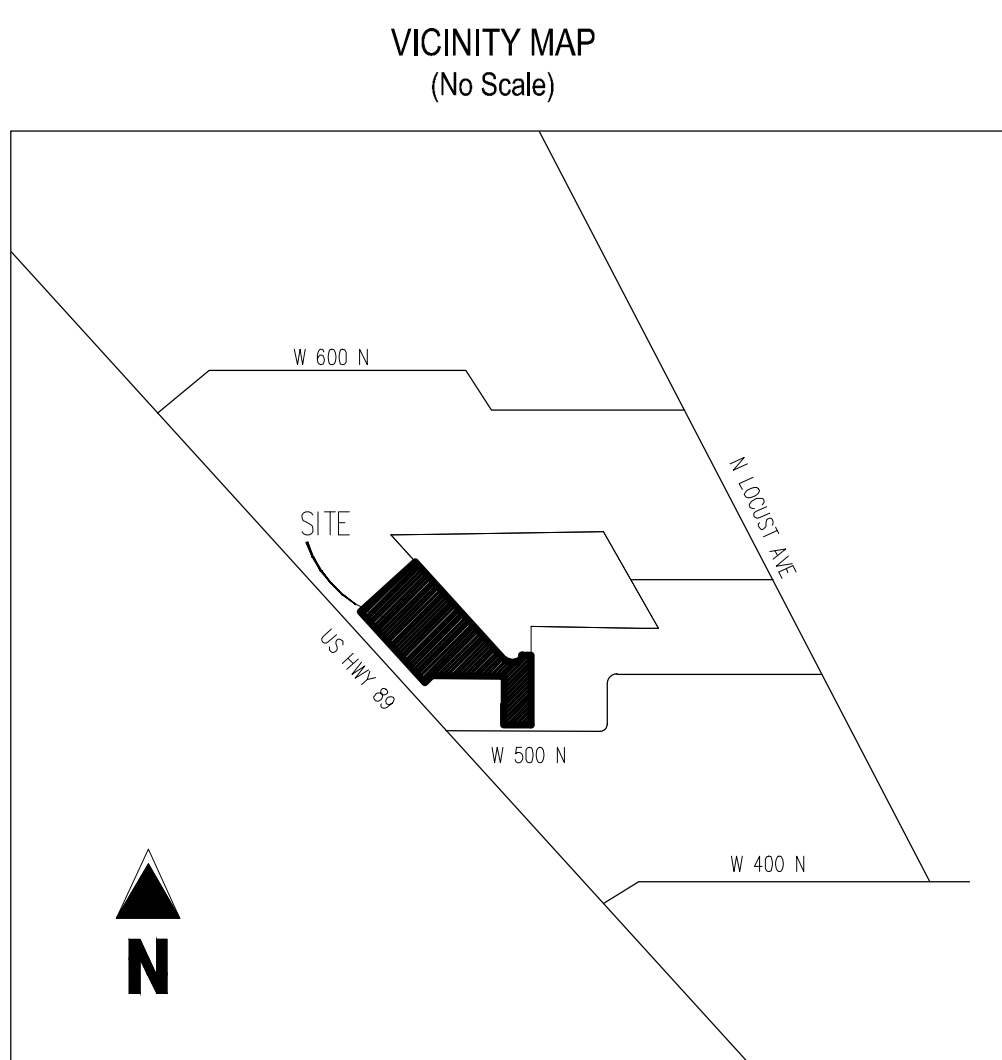 VICINITY MAP
(No Scale)
W 600 N
N LOCUST AVE
SITE
US HWY 89
W 500 N
W 400 N
N